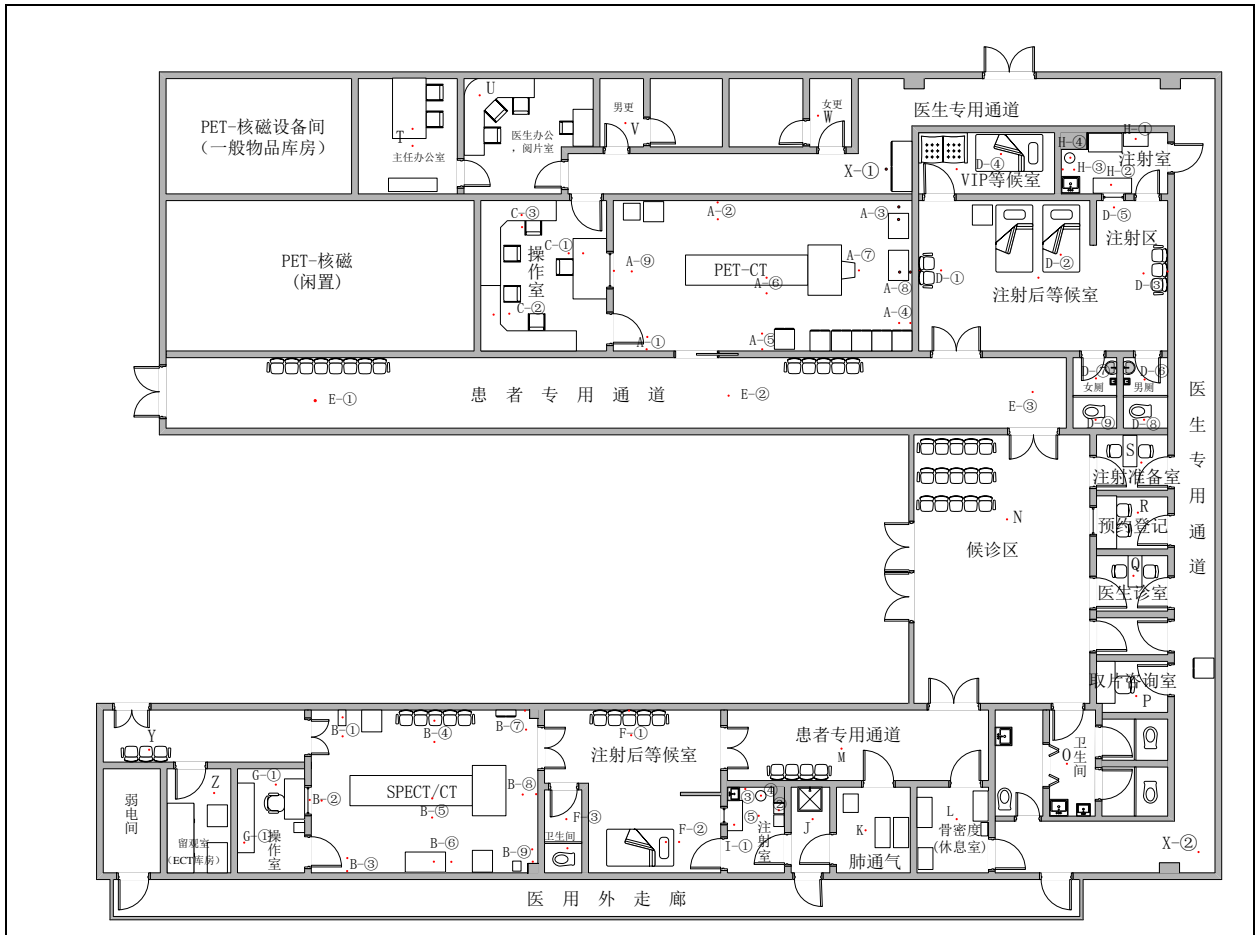 PET-核磁设备间
（一般物品库房）
T
主任办公室
U
医生办公
，阅片室
男更
V
女更
W
医生专用通道
X-①
D-④
VIP等候室
H-④
H-①
注射室
H-③
H-②
PET-核磁
(闲置)
C-③
C-①
操作室
C-②
A-②
A-③
A-⑨
PET-CT
A-⑦
A-⑥
A-⑧
A-④
A-①
A-⑤
D-⑤
注射区
D-②
D-①
D-③
注射后等候室
E-①
患者专用通道
E-②
E-③
D-⑦
D-⑥
女厕
男厕
D-⑨
D-⑧
医生专用通道
S
注射准备室
R
预约登记
N
候诊区
Q
医生诊室
取片咨询室
P
Y
B-①
B-④
B-⑦
F-①
注射后等候室
患者专用通道
M
O
卫生间
弱电间
Z
留观室
（ECT库房）
G-①
G-①
操作室
B-②
SPECT/CT
B-⑤
B-⑧
B-③
B-⑥
B-⑨
F-③
卫生间
F-②
③
④
②
⑤
I-①
注射室
J
K
肺通气
L
骨密度
(休息室)
X-②
医用外走廊